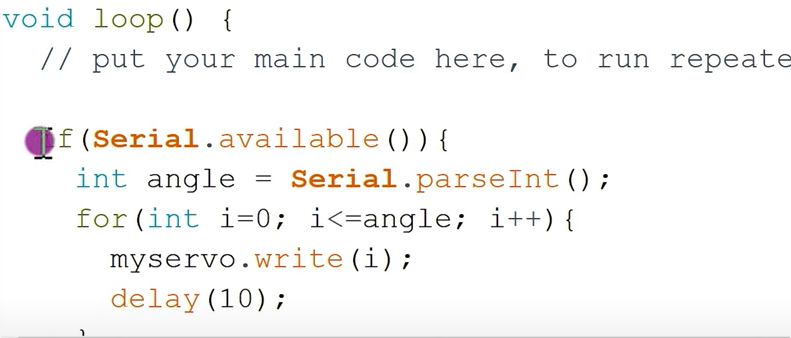 void loop() {
// put your main code here, to run repeate
if(Serial.available()){
int angle = Serial.parseInt();
for(int i=0; i<=angle; i++){
myservo.write(i);
delay(10);